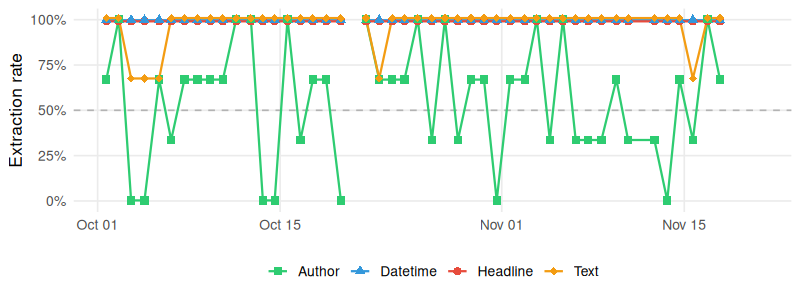 Extraction rate
100%
75%
50%
25%
0%
Oct 01 Oct 15 Nov 01 Nov 15
Author Datetime Headline Text